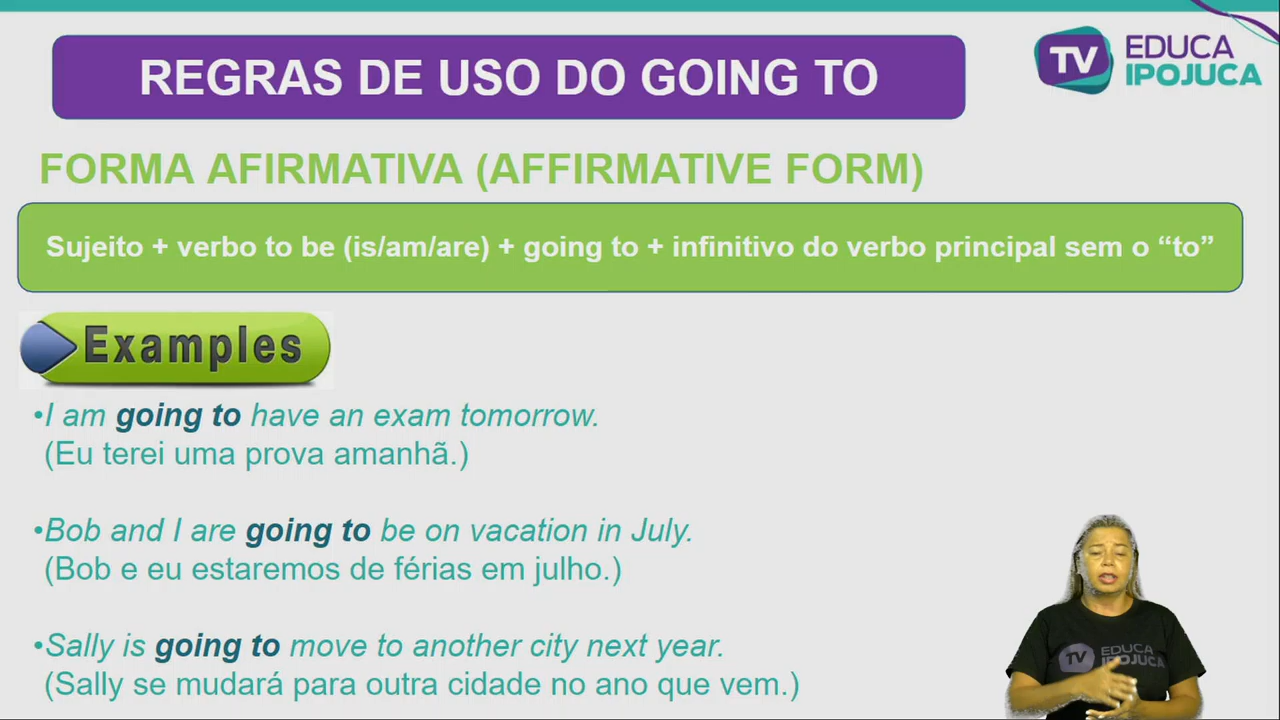 REGRAS DE USO DO GOING TO
TV EDUCA
IPOJUCA
FORMA AFIRMATIVA (AFFIRMATIVE FORM)
Sujeito + verbo to be (is/am/are) + going to + infinitivo do verbo principal sem o “to”
Examples
•I am going to have an exam tomorrow.
(Eu terei uma prova amanhã.)
•Bob and I are going to be on vacation in July.
(Bob e eu estaremos de férias em julho.)
•Sally is going to move to another city next year.
(Sally se mudará para outra cidade no ano que vem.)
TV EDUCA
IPOJUCA